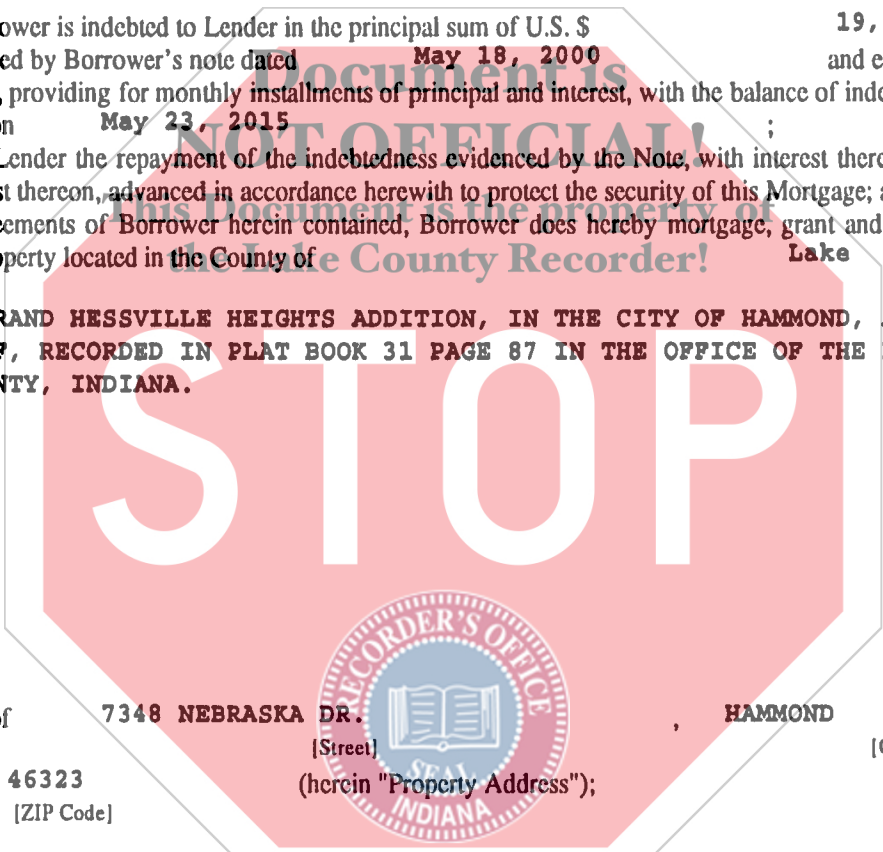 ower is indebted to Lender in the principal sum of U.S. $ 19,
ed by Borrower's note dated May 18, 2000 and e
, providing for monthly installments of principal and interest, with the balance of inde
on May 23, 2015 ;
Lender the repayment of the indebtedness evidenced by the Note, with interest there
st thereon, advanced in accordance herewith to protect the security of this Mortgage; a
eements of Borrower herein contained, Borrower does hereby mortgage, grant and
perty located in the County of Lake
Document is
NOT OFFICIAL!
This Document is the property of
the Lake County Recorder!
RAND HESSVILLE HEIGHTS ADDITION, IN THE CITY OF HAMMOND,
F, RECORDED IN PLAT BOOK 31 PAGE 87 IN THE OFFICE OF THE
NTY, INDIANA.
STOP
RECORDER'S OFFICE
SEAL
INDIANA
of 7348 NEBRASKA DR. , HAMMOND
[Street] [C
46323 (herein "Property Address");
[ZIP Code]